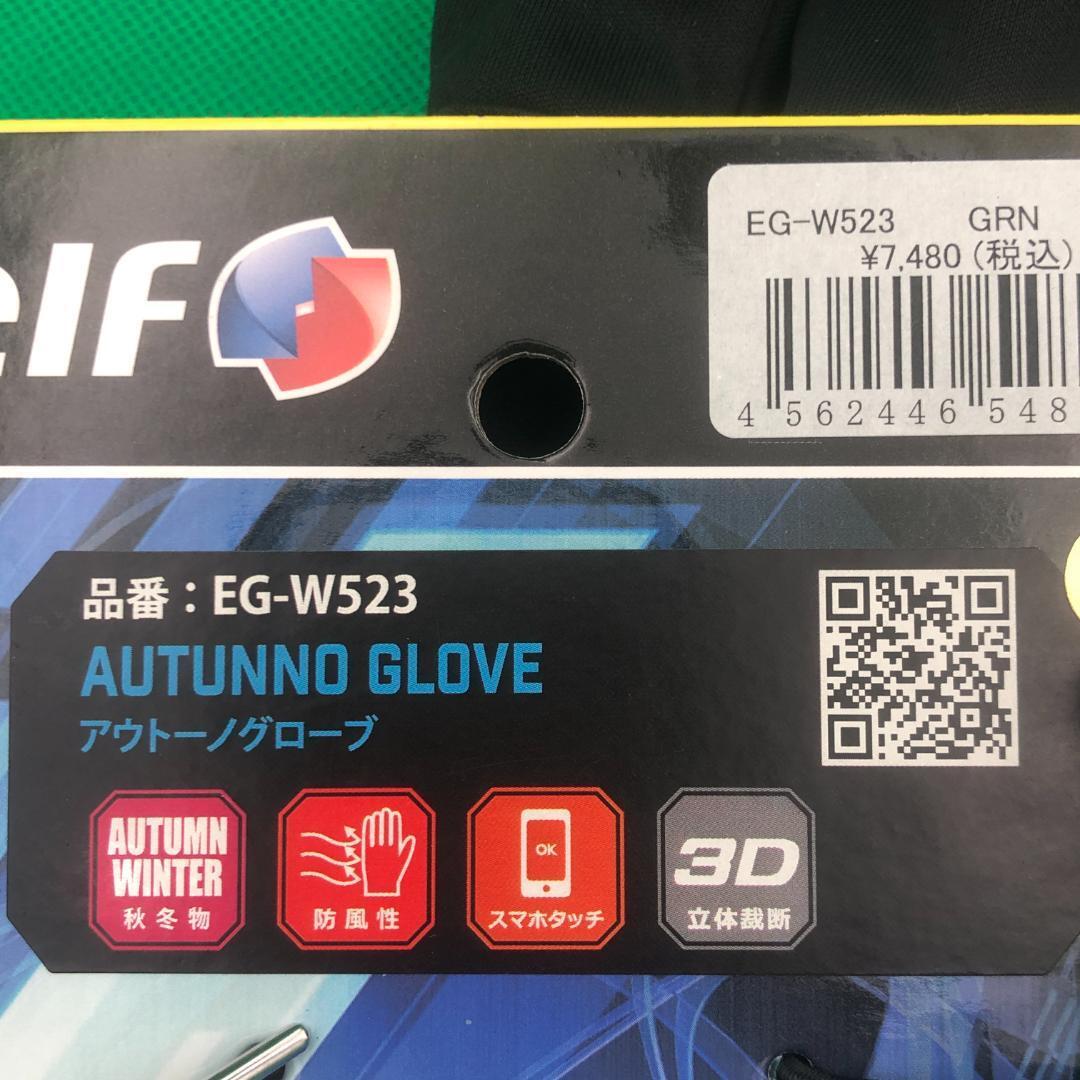 elf
EG-W523 GRN
¥7,480(税込)
4 562446 548
品番：EG-W523
AUTUNNO GLOVE
アウトーノグローブ
AUTUMN
WINTER
秋冬物
防風性
OK
スマホタッチ
3D
立体裁断